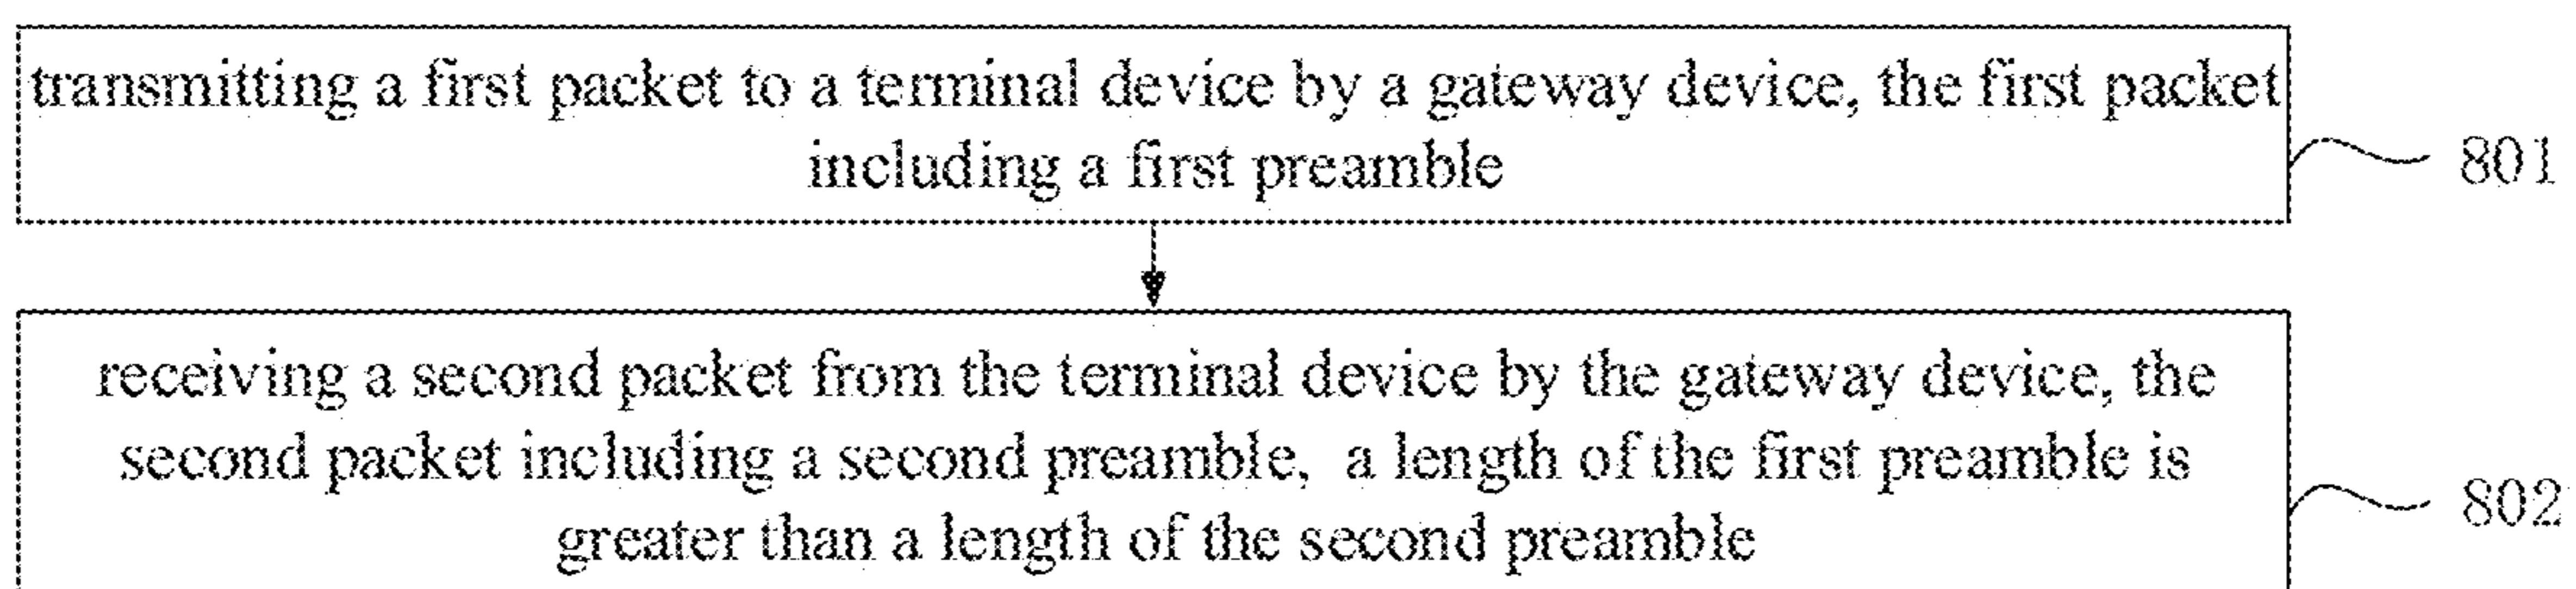 transmitting a first packet to a terminal device by a gateway device, the first packet
including a first preamble
801
receiving a second packet from the terminal device by the gateway device, the
second packet including a second preamble, a length of the first preamble is
greater than a length of the second preamble
802